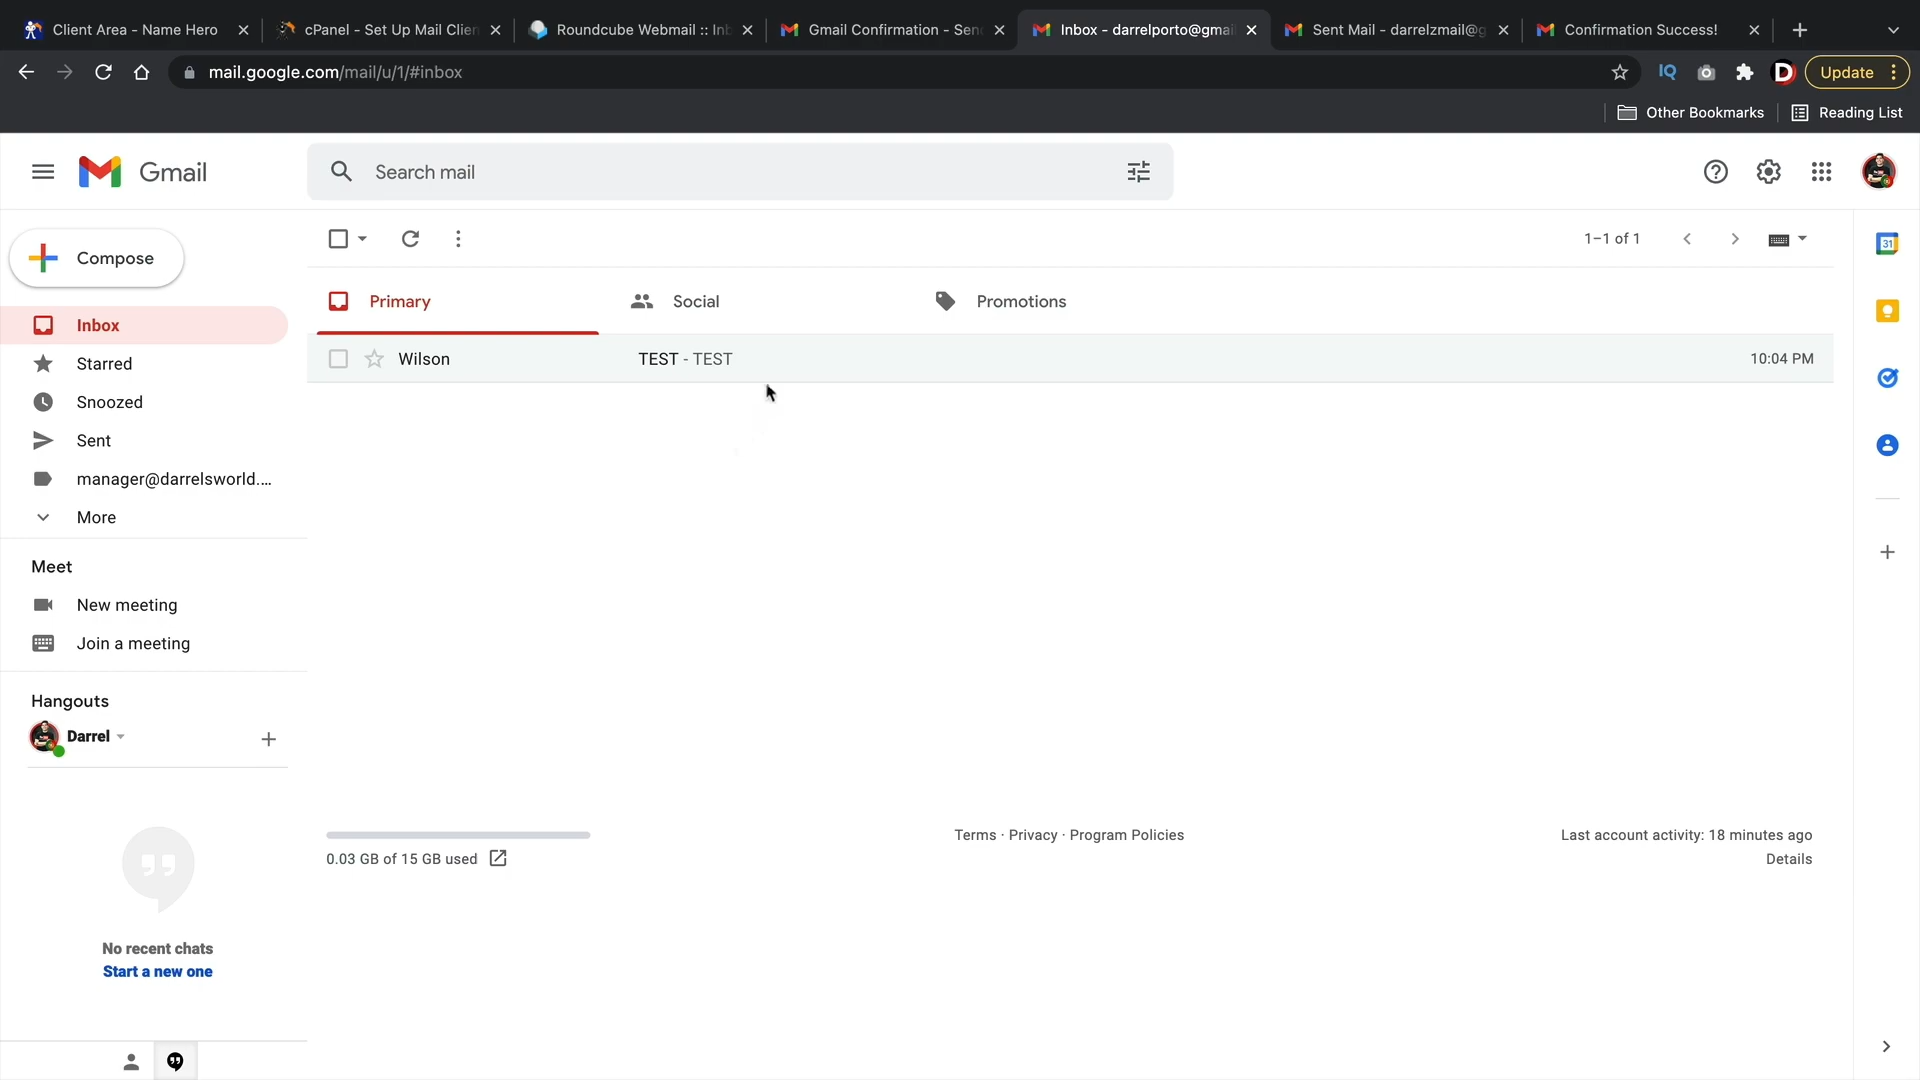 Client Area - Name Hero
cPanel - Set Up Mail Clien
Roundcube Webmail :: In
Gmail Confirmation - Sen
Inbox - darrelporto@gmai
Sent Mail - darrelzmail@g
Confirmation Success!
mail.google.com/mail/u/1/#inbox
IQ
D
Update
Other Bookmarks
Reading List
Gmail
Search mail
Compose
1–1 of 1
31
Primary
Social
Promotions
Inbox
Wilson
TEST - TEST
10:04 PM
Starred
Snoozed
Sent
manager@darrelsworld....
More
Meet
New meeting
Join a meeting
Hangouts
Darrel
0.03 GB of 15 GB used
Terms · Privacy · Program Policies
Last account activity: 18 minutes ago
Details
No recent chats
Start a new one